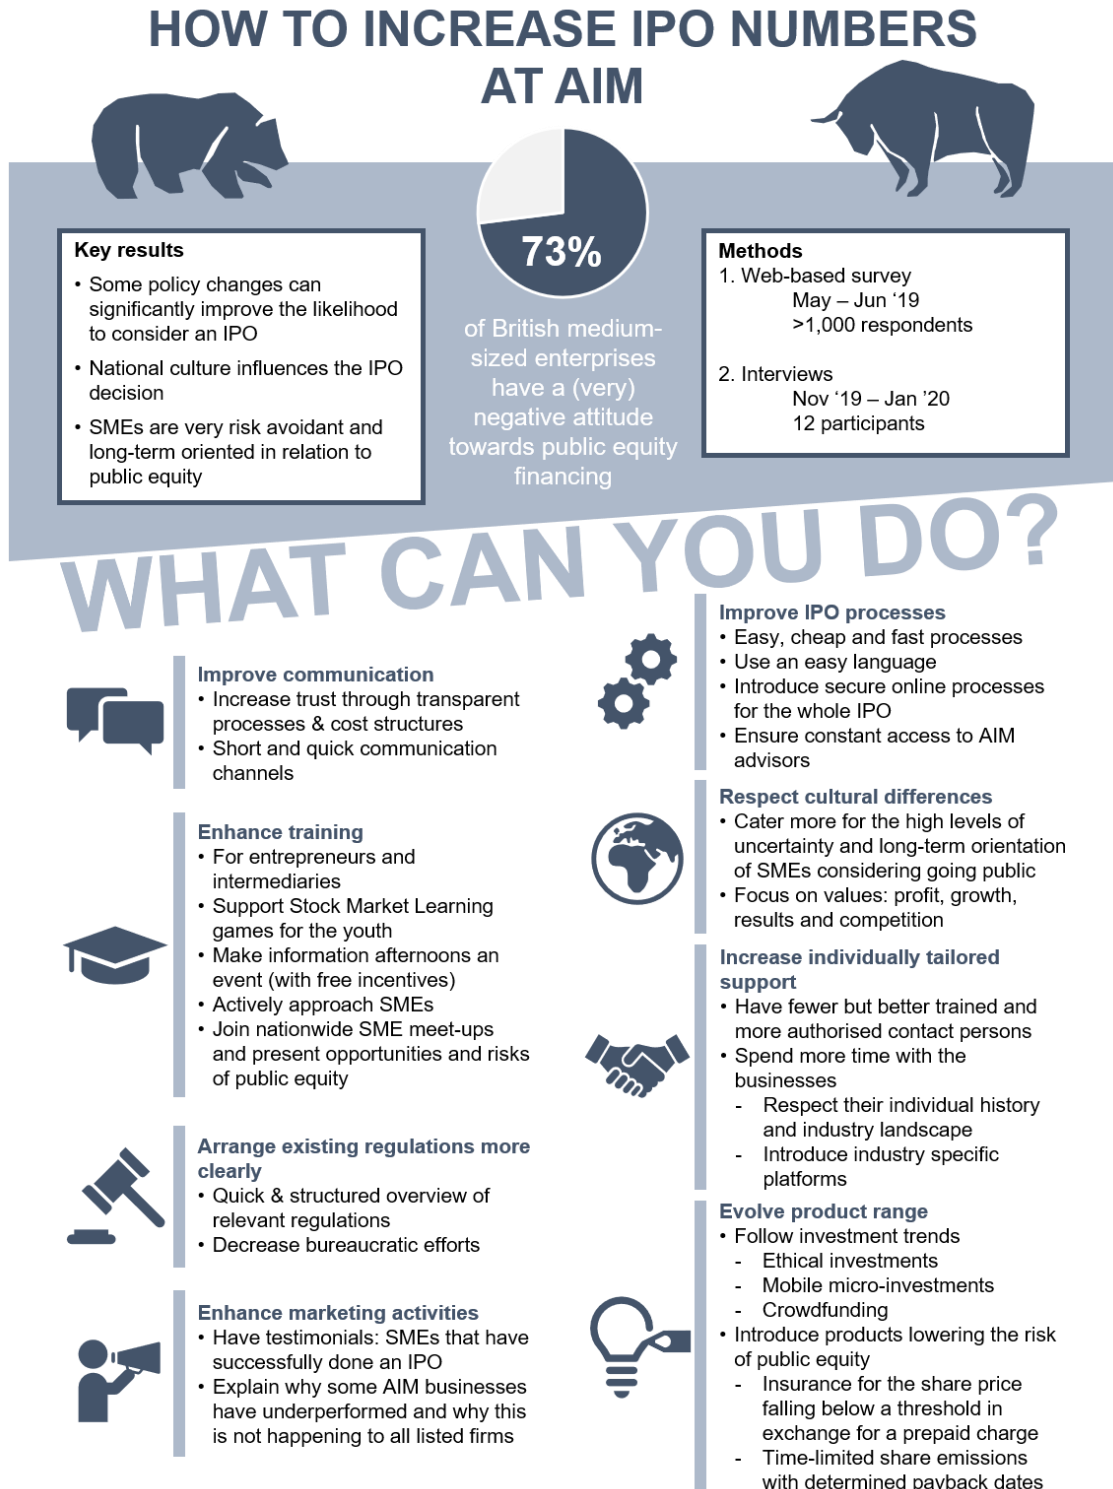 HOW TO INCREASE IPO NUMBERS
AT AIM
Key results
• Some policy changes can
significantly improve the likelihood
to consider an IPO
• National culture influences the IPO
decision
• SMEs are very risk avoidant and
long-term oriented in relation to
public equity
73%
of British medium-
sized enterprises
have a (very)
negative attitude
towards public equity
financing
Methods
1. Web-based survey
May – Jun ‘19
>1,000 respondents
2. Interviews
Nov ‘19 – Jan ’20
12 participants
WHAT CAN YOU DO?
Improve communication
• Increase trust through transparent
processes & cost structures
• Short and quick communication
channels
Enhance training
• For entrepreneurs and
intermediaries
• Support Stock Market Learning
games for the youth
• Make information afternoons an
event (with free incentives)
• Actively approach SMEs
• Join nationwide SME meet-ups
and present opportunities and risks
of public equity
Arrange existing regulations more
clearly
• Quick & structured overview of
relevant regulations
• Decrease bureaucratic efforts
Enhance marketing activities
• Have testimonials: SMEs that have
successfully done an IPO
• Explain why some AIM businesses
have underperformed and why this
is not happening to all listed firms
Improve IPO processes
• Easy, cheap and fast processes
• Use an easy language
• Introduce secure online processes
for the whole IPO
• Ensure constant access to AIM
advisors
Respect cultural differences
• Cater more for the high levels of
uncertainty and long-term orientation
of SMEs considering going public
• Focus on values: profit, growth,
results and competition
Increase individually tailored
support
• Have fewer but better trained and
more authorised contact persons
• Spend more time with the
businesses
- Respect their individual history
and industry landscape
- Introduce industry specific
platforms
Evolve product range
• Follow investment trends
- Ethical investments
- Mobile micro-investments
- Crowdfunding
• Introduce products lowering the risk
of public equity
- Insurance for the share price
falling below a threshold in
exchange for a prepaid charge
- Time-limited share emissions
with determined payback dates